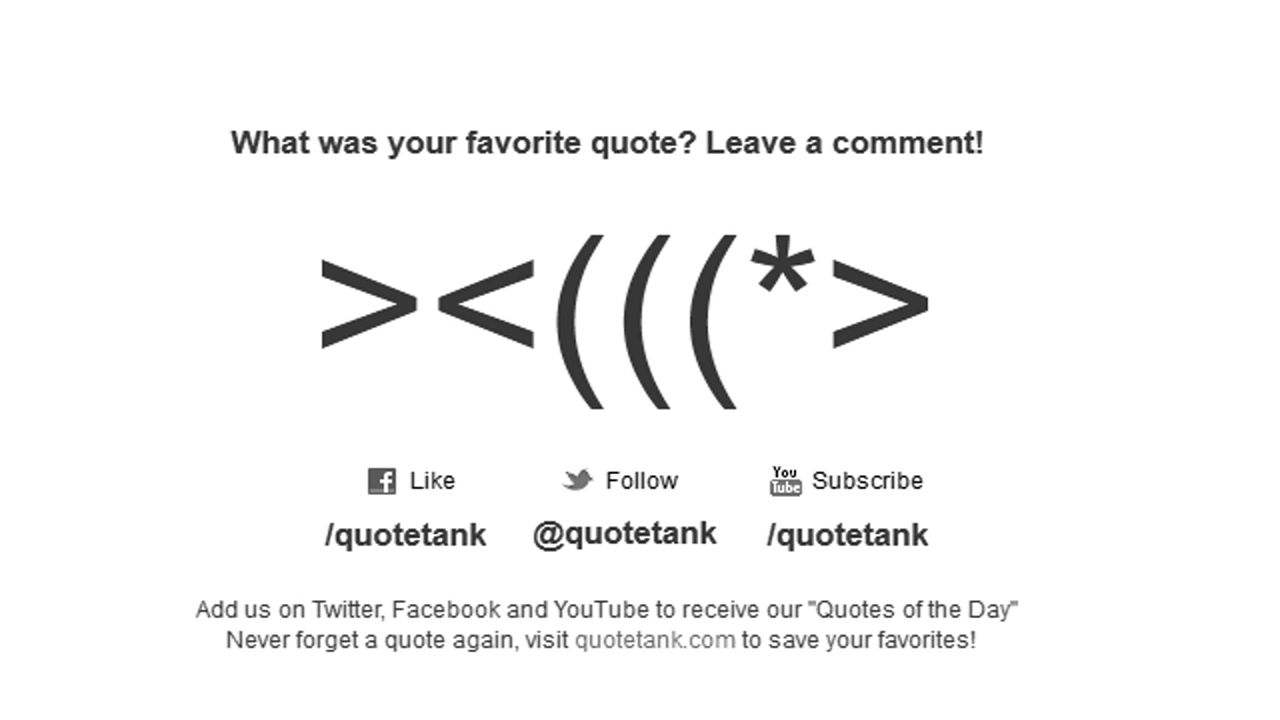 What was your favorite quote? Leave a comment!
><(((*>
Like Follow You Tube Subscribe
/quotetank @quotetank /quotetank
Add us on Twitter, Facebook and YouTube to receive our "Quotes of the Day"
Never forget a quote again, visit quotetank.com to save your favorites!